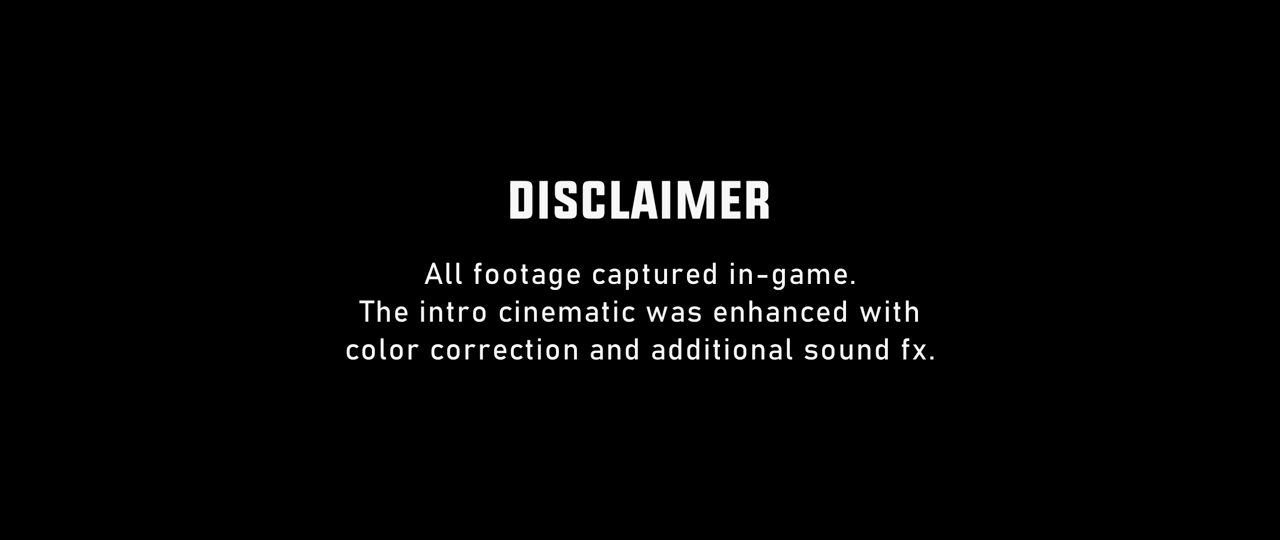 DISCLAIMER
All footage captured in-game.
The intro cinematic was enhanced with
color correction and additional sound fx.